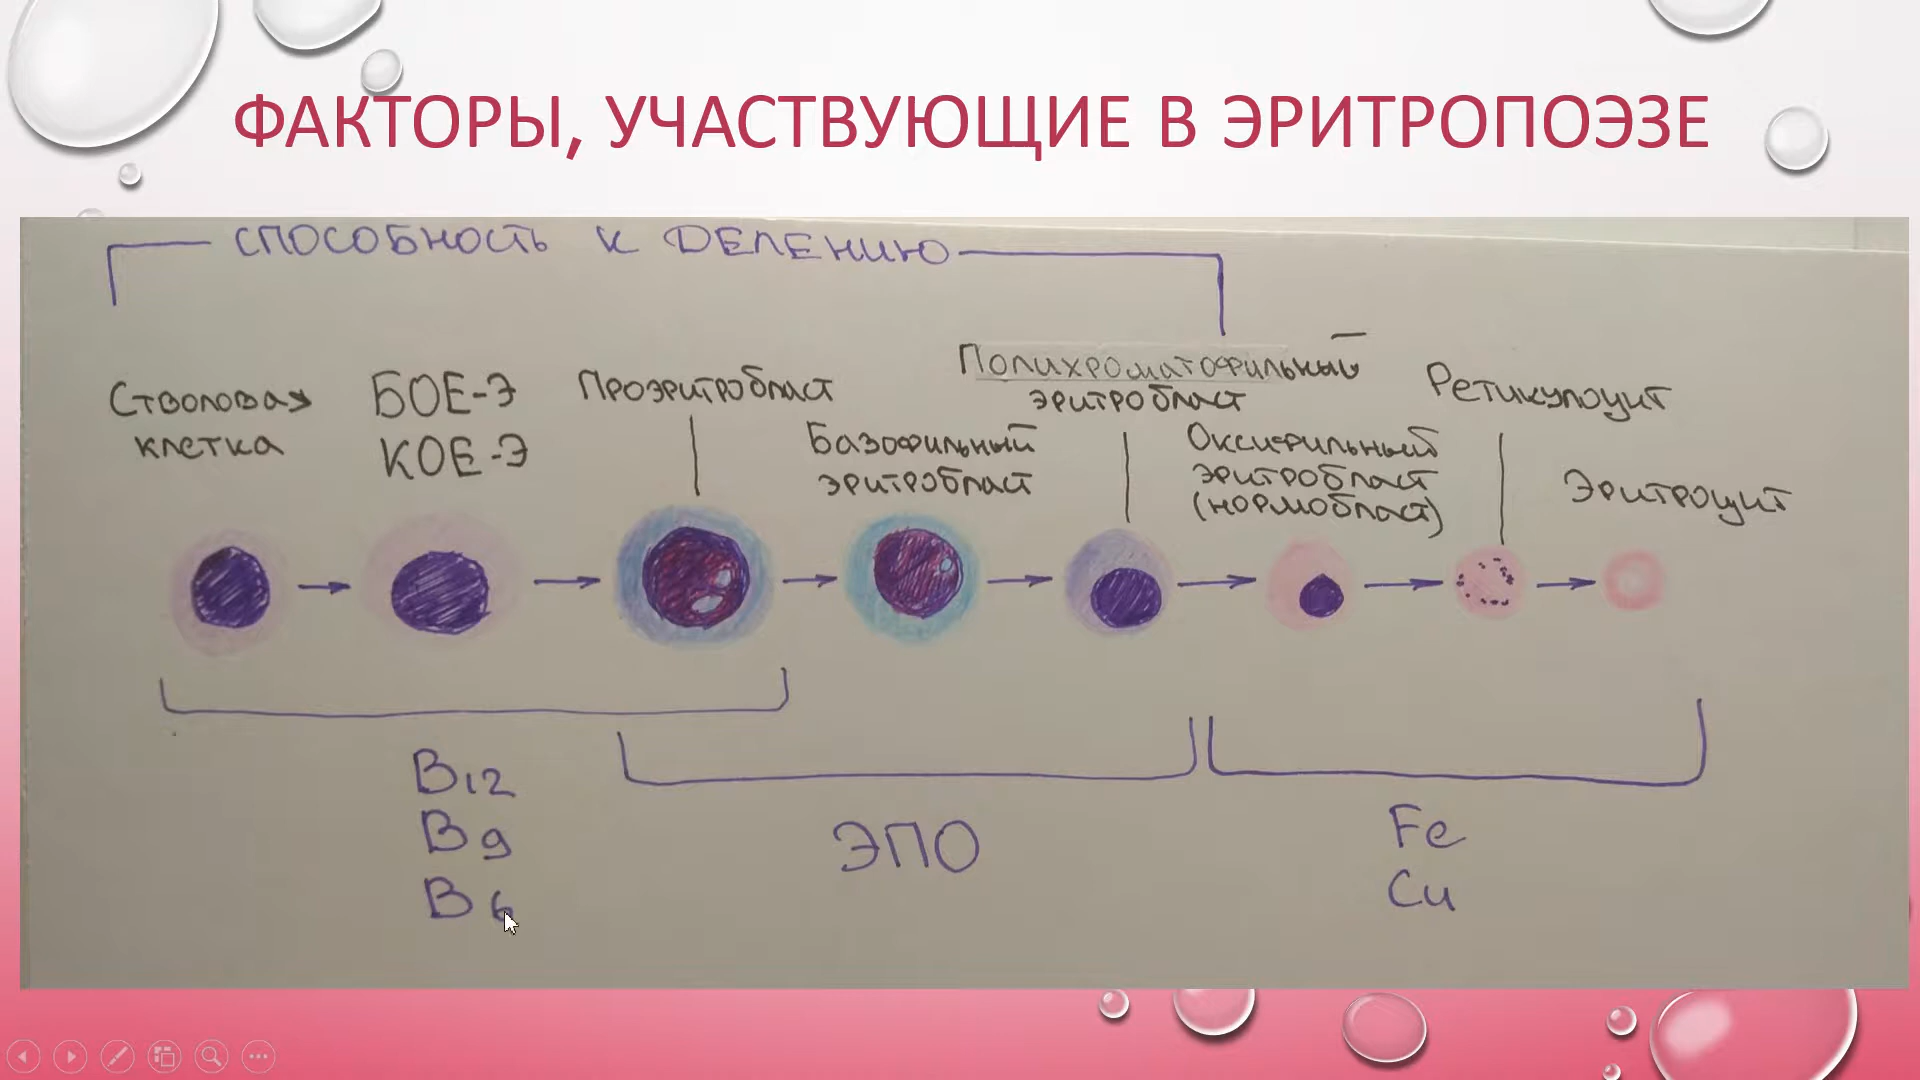 ФАКТОРЫ, УЧАСТВУЮЩИЕ В ЭРИТРОПОЭЗЕ
СПОСОБНОСТЬ К ДЕЛЕНИЮ
Стволовая
клетка
БОЕ-Э
КОЕ-Э
Проэритробласт
Базофильный
эритробласт
Полихроматофильный
эритробласт
Оксифильный
эритробласт
(нормобласт)
Ретикулоцит
Эритроцит
B12
B9
B6
ЭПО
Fe
Cu